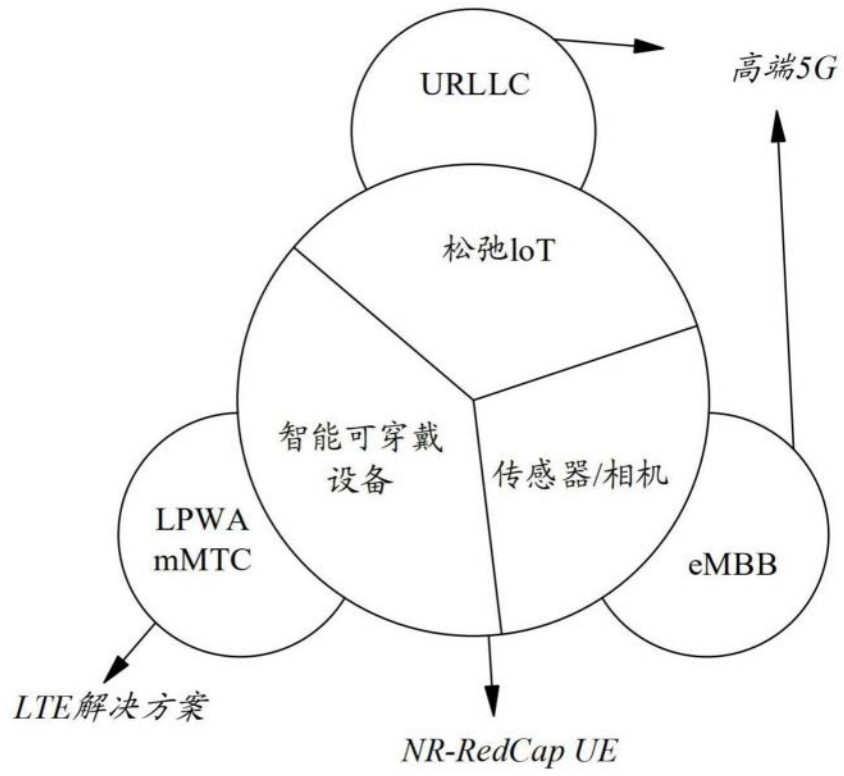 URLLC
高端5G
松弛loT
智能可穿戴
设备
传感器/相机
LPWA
mMTC
eMBB
LTE解决方案
NR-RedCap UE